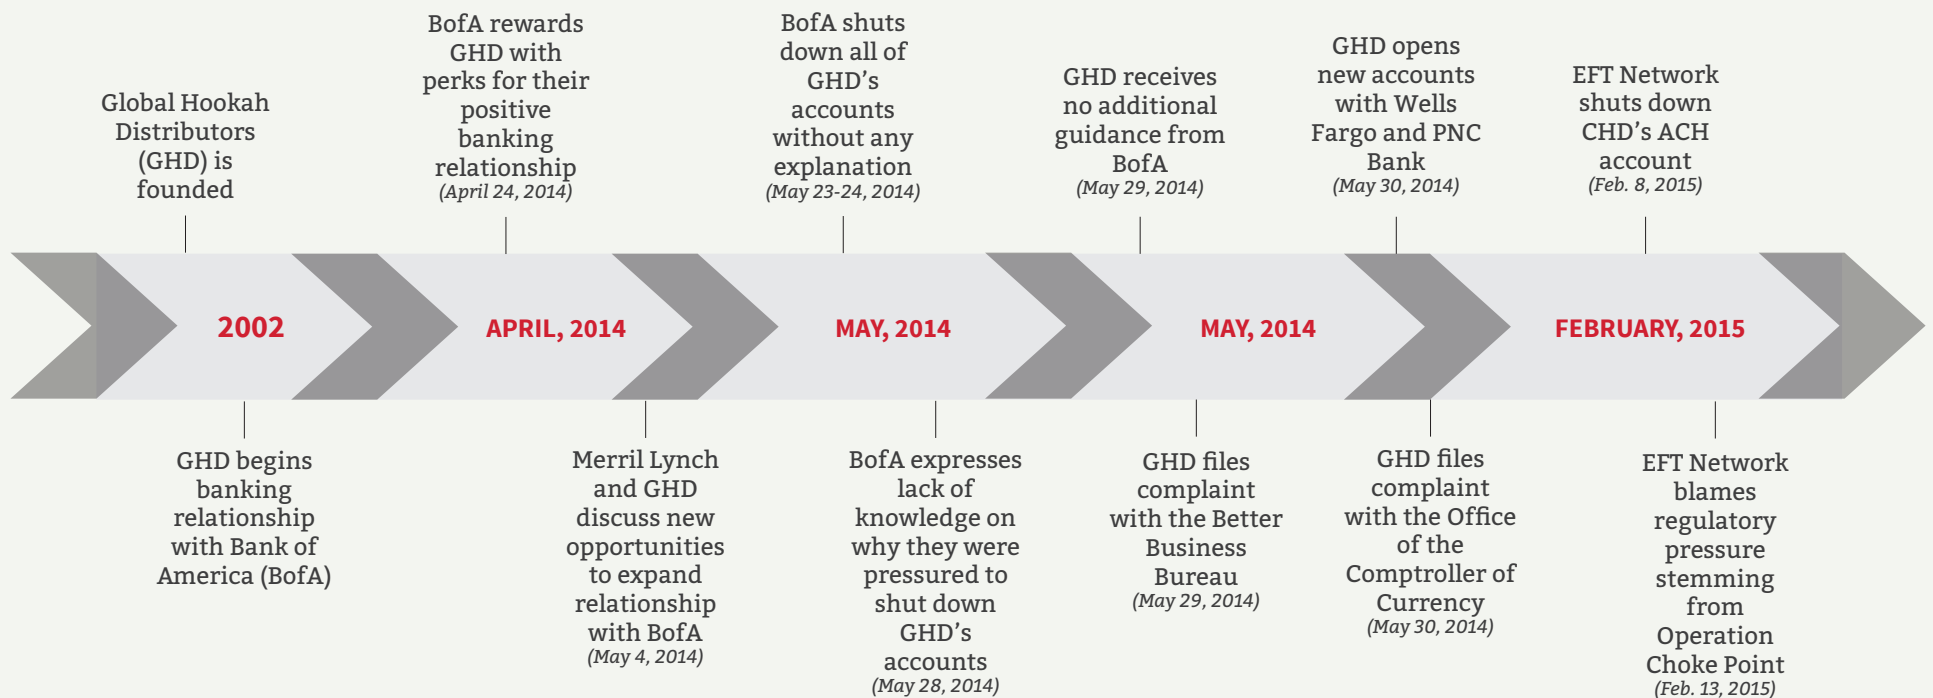 Global Hookah
Distributors
(GHD) is
founded
BofA rewards
GHD with
perks for their
positive
banking
relationship
(April 24, 2014)
BofA shuts
down all of
GHD’s
accounts
without any
explanation
(May 23-24, 2014)
GHD receives
no additional
guidance from
BofA
(May 29, 2014)
GHD opens
new accounts
with Wells
Fargo and PNC
Bank
(May 30, 2014)
EFT Network
shuts down
CHD’s ACH
account
(Feb. 8, 2015)
2002
APRIL, 2014
MAY, 2014
MAY, 2014
FEBRUARY, 2015
GHD begins
banking
relationship
with Bank of
America (BofA)
Merril Lynch
and GHD
discuss new
opportunities
to expand
relationship
with BofA
(May 4, 2014)
BofA expresses
lack of
knowledge on
why they were
pressured to
shut down
GHD’s
accounts
(May 28, 2014)
GHD files
complaint
with the Better
Business
Bureau
(May 29, 2014)
GHD files
complaint
with the Office
of the
Comptroller of
Currency
(May 30, 2014)
EFT Network
blames
regulatory
pressure
stemming
from
Operation
Choke Point
(Feb. 13, 2015)